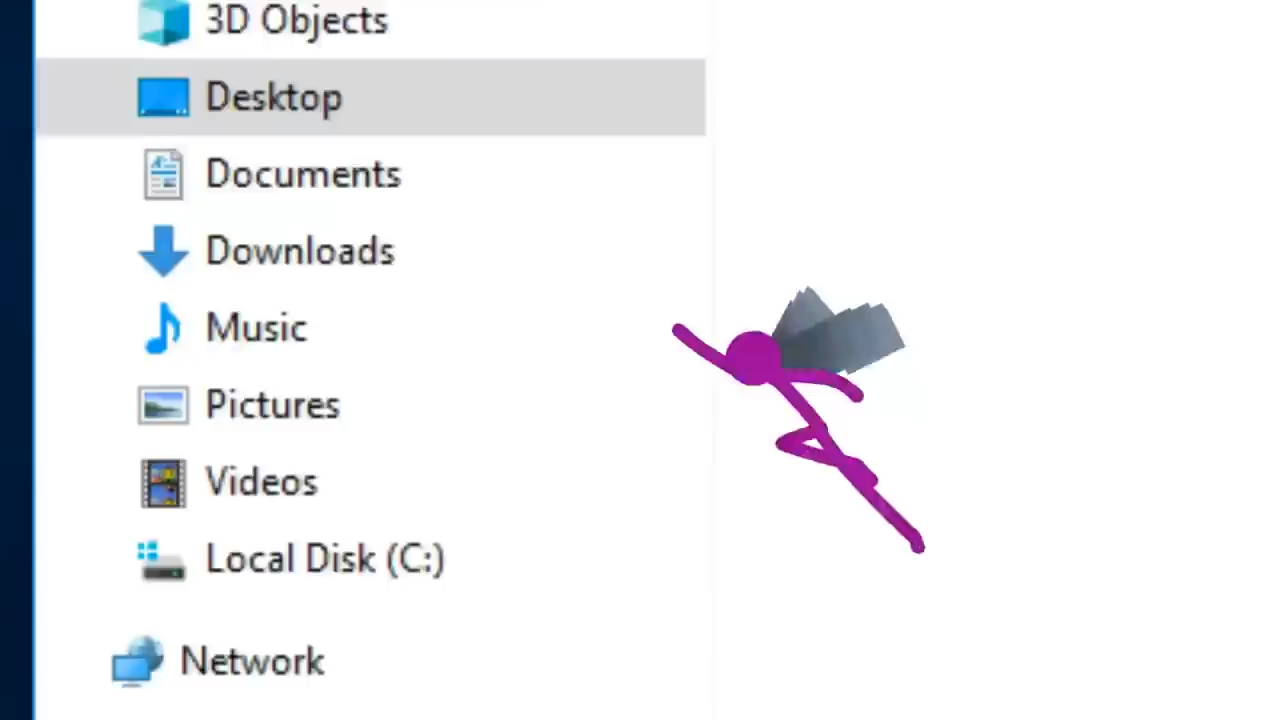 3D Objects
Desktop
Documents
Downloads
Music
Pictures
Videos
Local Disk (C:)
Network